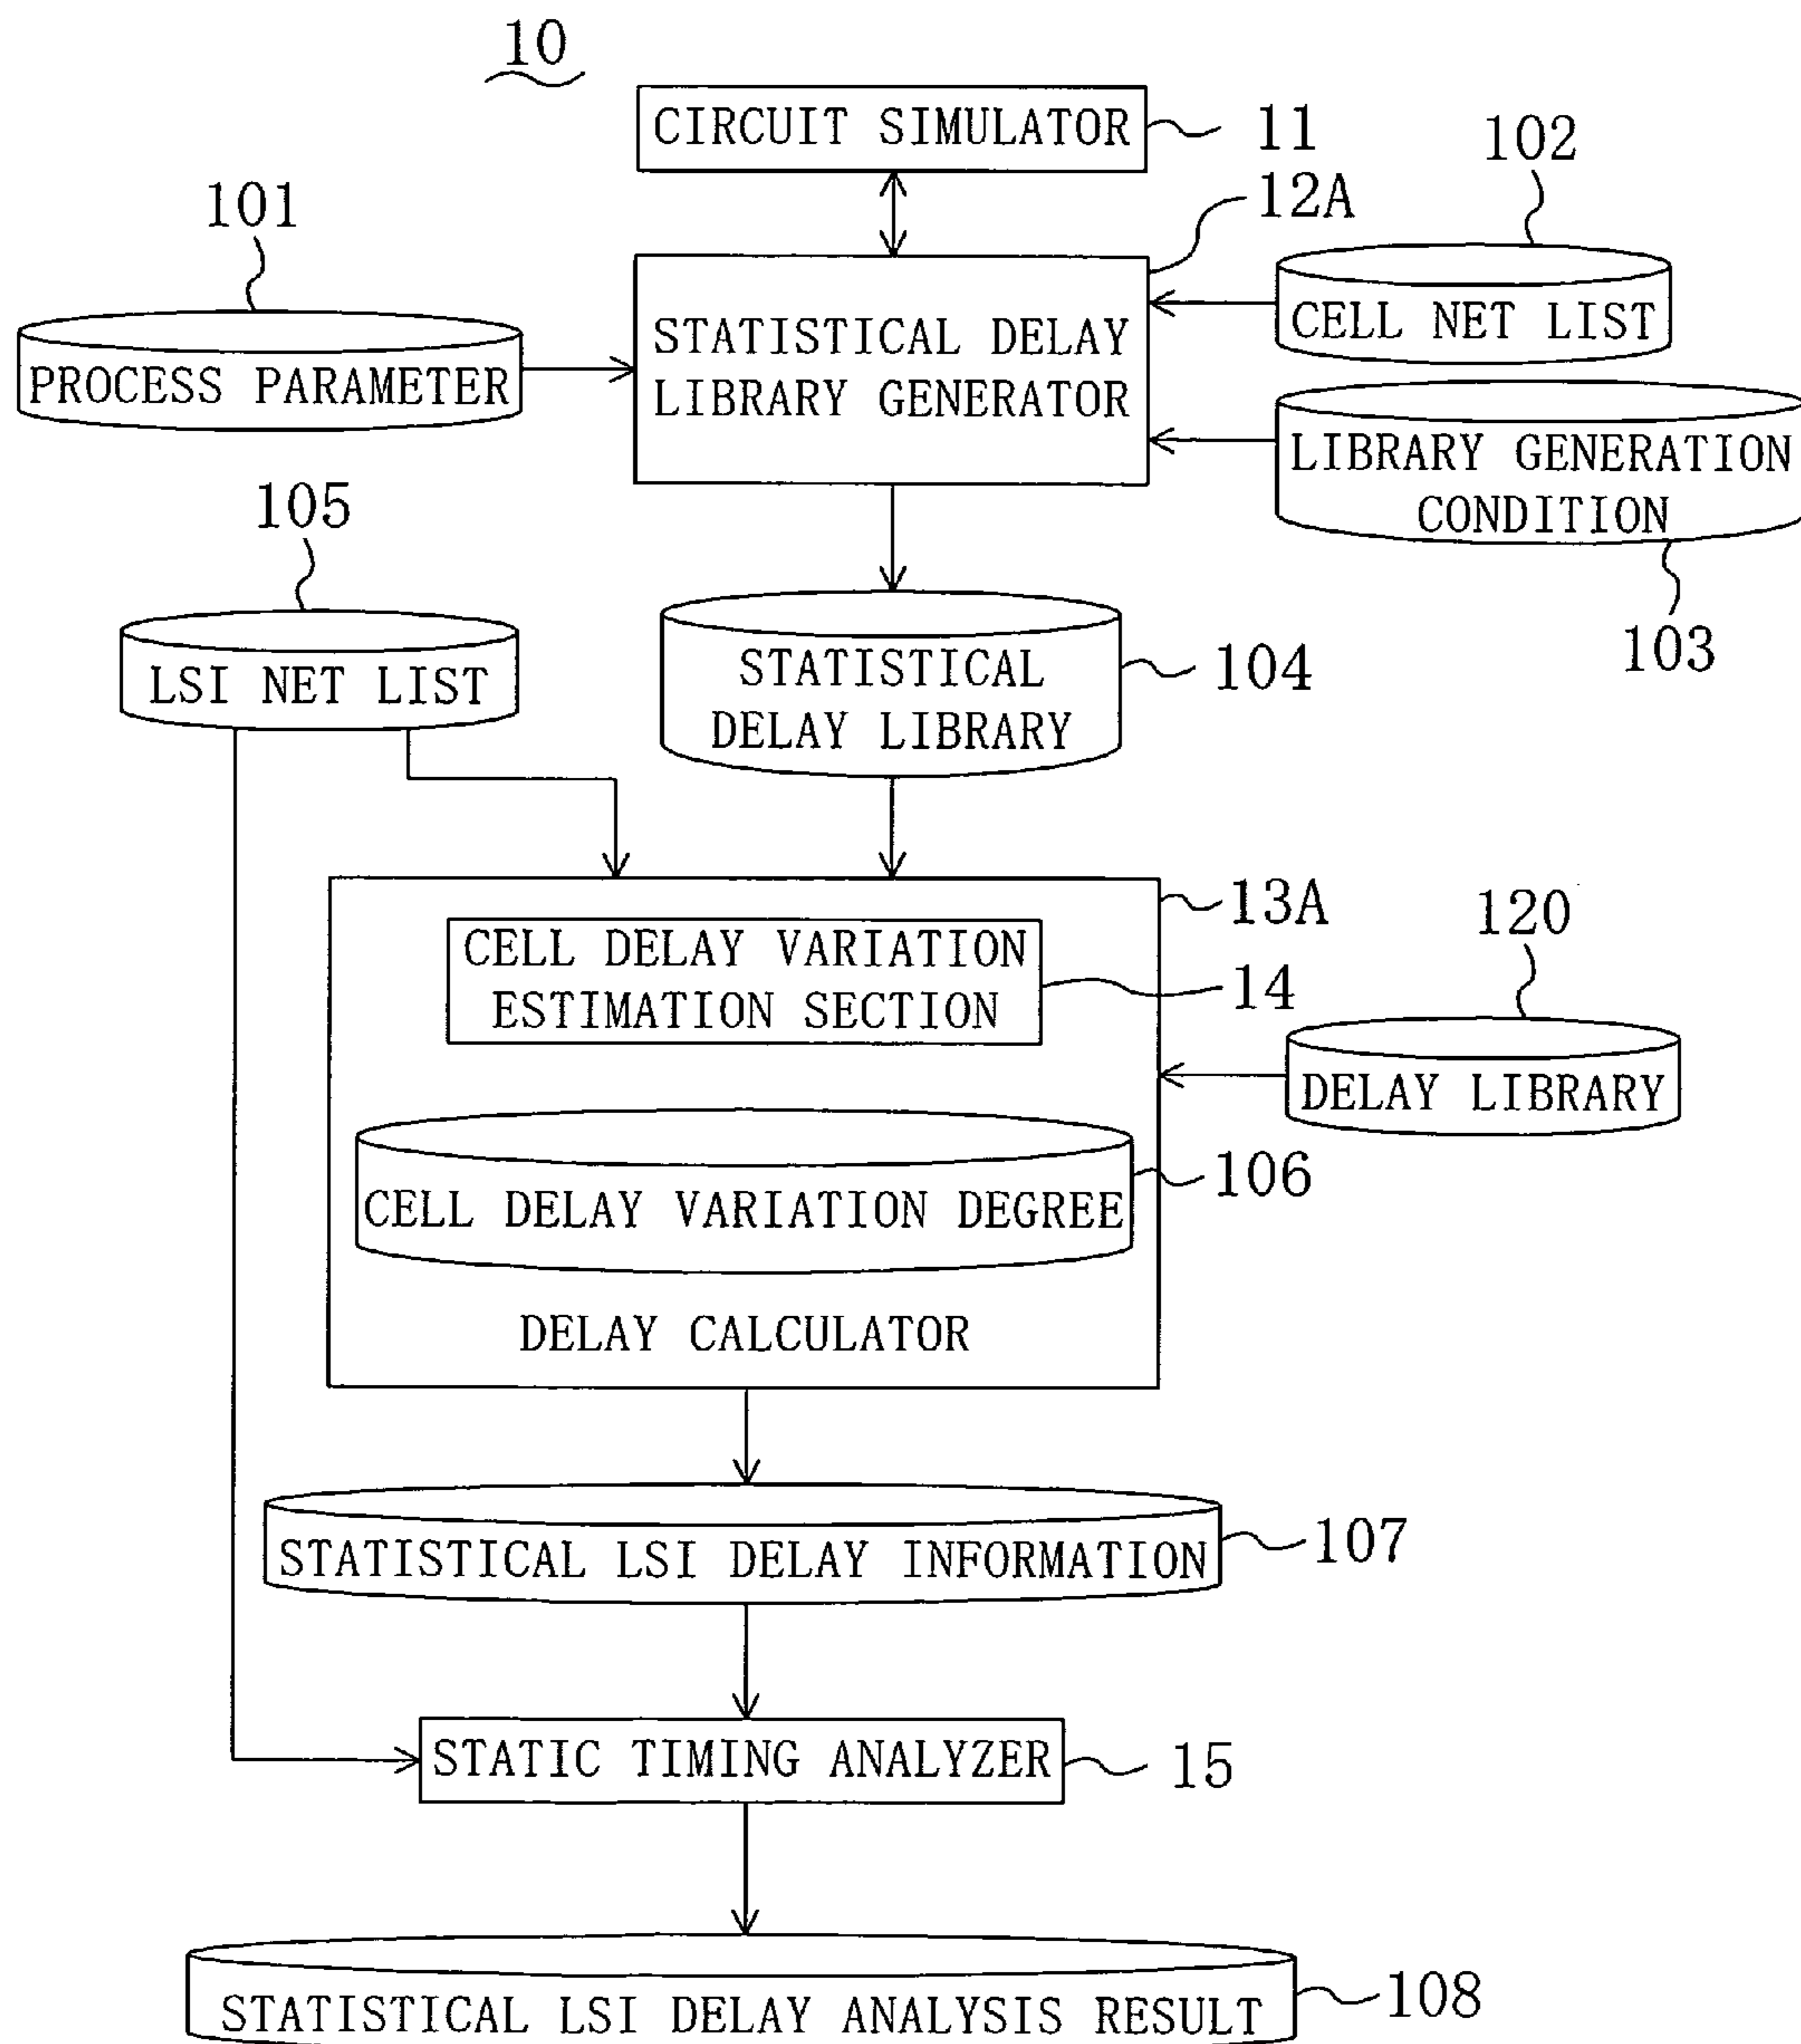 10
CIRCUIT SIMULATOR
11
102
12A
101
CELL NET LIST
STATISTICAL DELAY
LIBRARY GENERATOR
PROCESS PARAMETER
LIBRARY GENERATION
CONDITION
105
103
LSI NET LIST
STATISTICAL
DELAY LIBRARY
104
13A
120
CELL DELAY VARIATION
ESTIMATION SECTION
14
DELAY LIBRARY
106
CELL DELAY VARIATION DEGREE
DELAY CALCULATOR
STATISTICAL LSI DELAY INFORMATION
107
STATIC TIMING ANALYZER
15
STATISTICAL LSI DELAY ANALYSIS RESULT
108